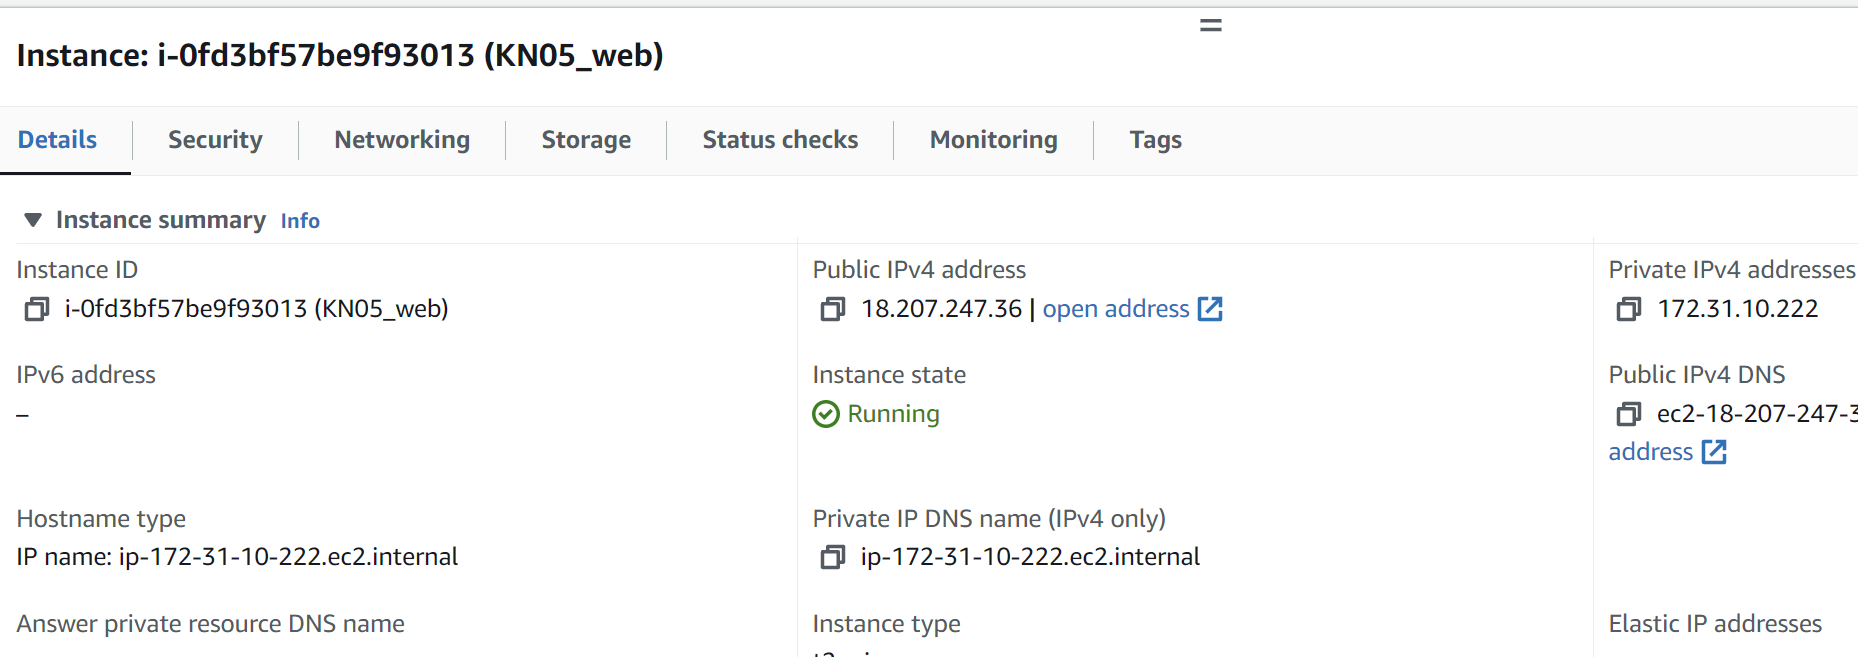 Instance: i-0fd3bf57be9f93013 (KN05_web)
Details
Security
Networking
Storage
Status checks
Monitoring
Tags
Instance summary Info
Instance ID
i-0fd3bf57be9f93013 (KN05_web)
Public IPv4 address
18.207.247.36 | open address
Private IPv4 addresses
172.31.10.222
IPv6 address
–
Instance state
Running
Public IPv4 DNS
ec2-18-207-247-3
address
Hostname type
IP name: ip-172-31-10-222.ec2.internal
Private IP DNS name (IPv4 only)
ip-172-31-10-222.ec2.internal
Answer private resource DNS name
Instance type
Elastic IP addresses